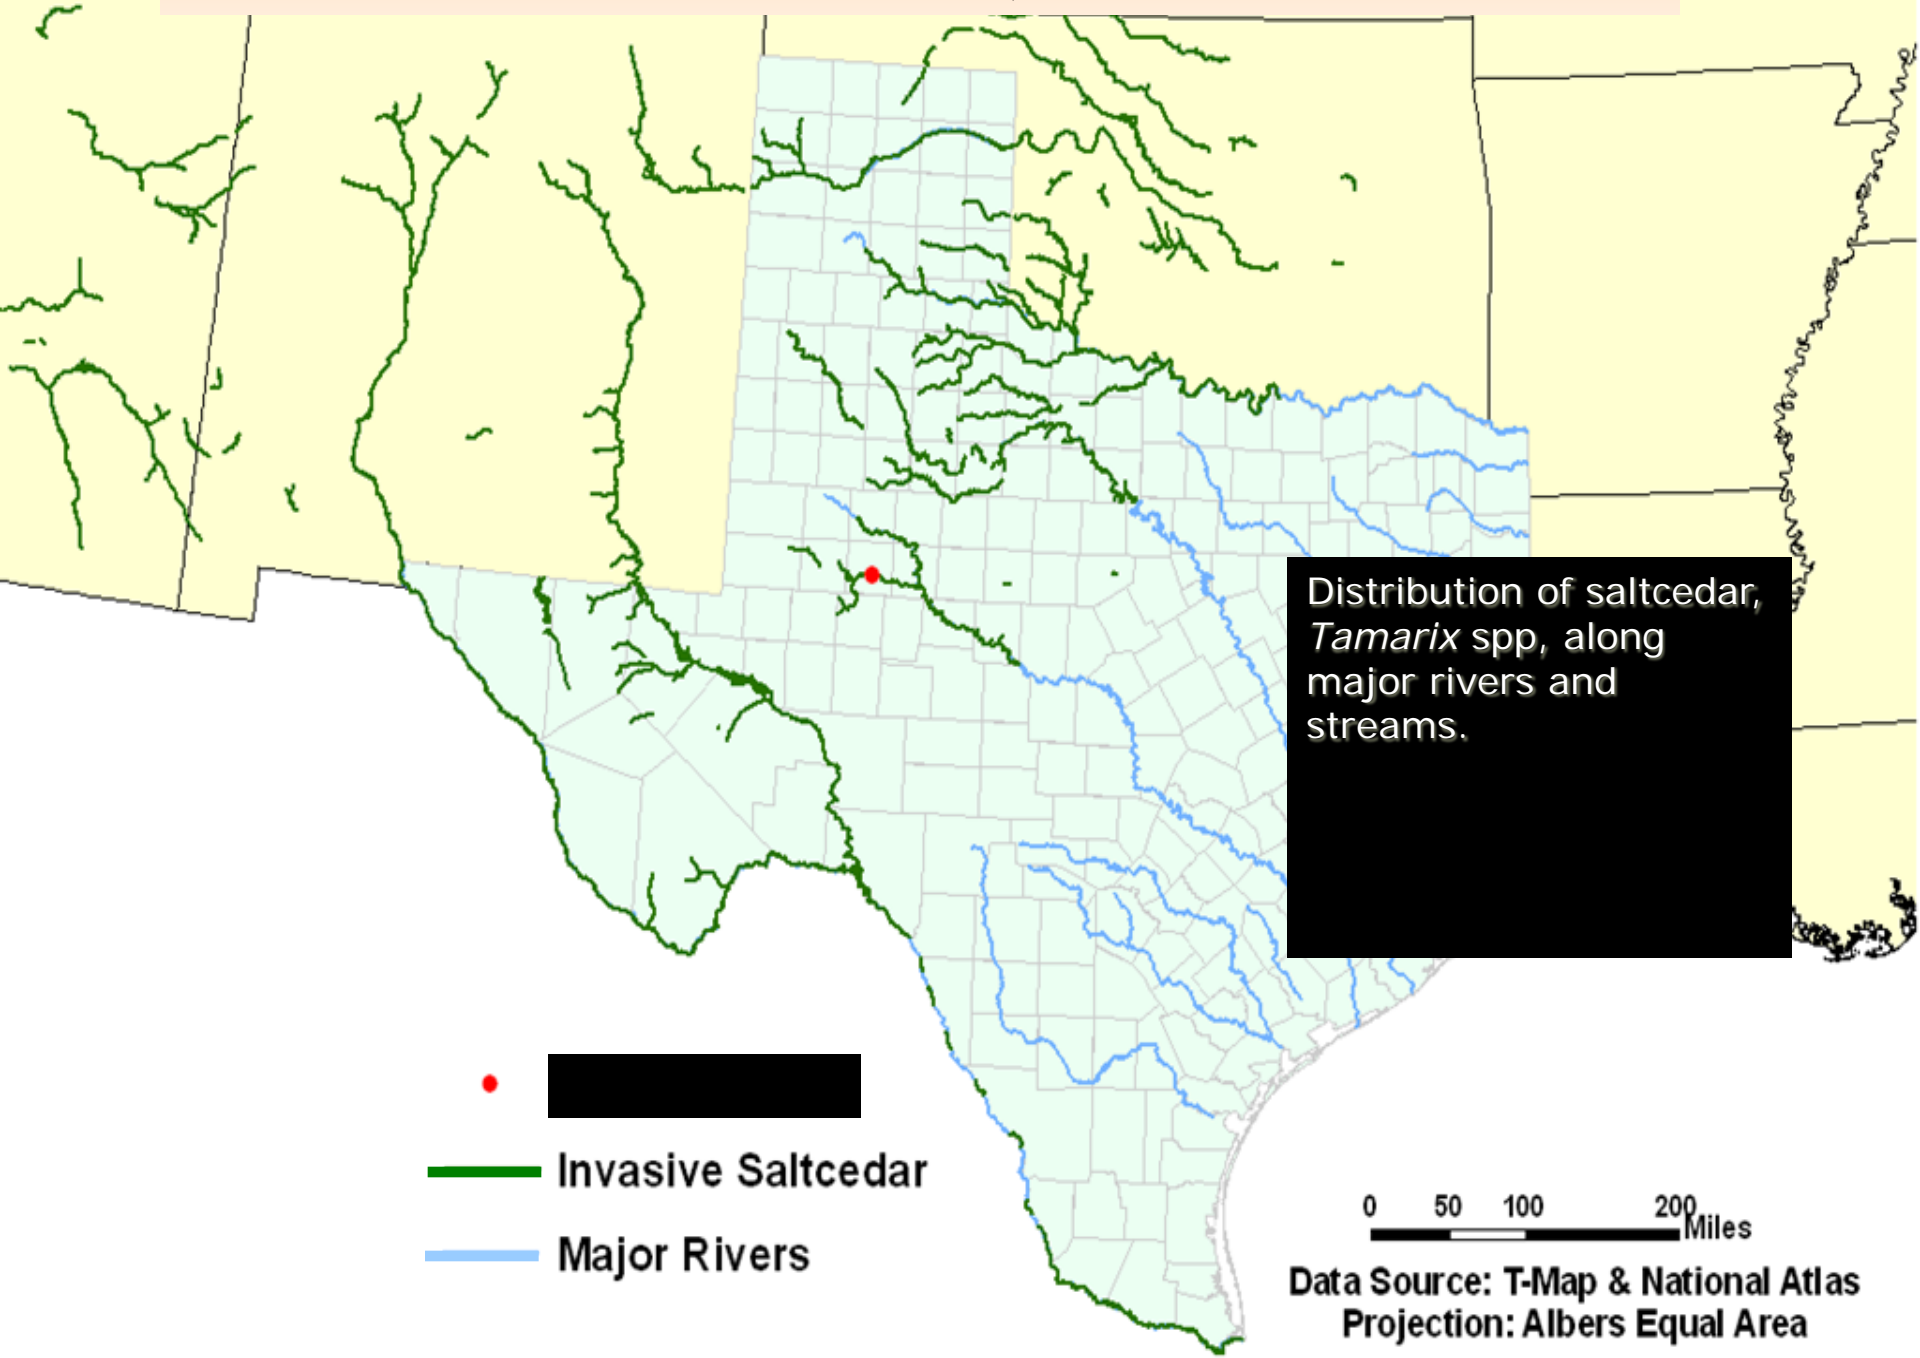 Distribution of saltcedar,
Tamarix spp, along
major rivers and
streams.
Invasive Saltcedar
Major Rivers
0 50 100 200
Miles
Data Source: T-Map & National Atlas
Projection: Albers Equal Area